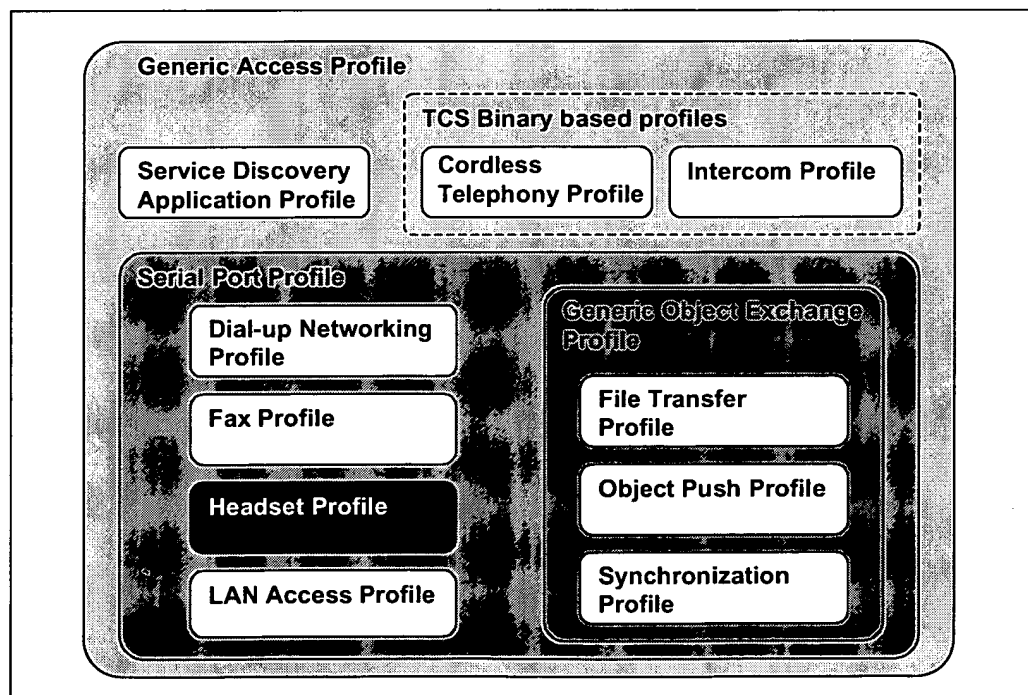 Generic Access Profile
TCS Binary based profiles
Service Discovery
Application Profile
Cordless
Telephony Profile
Intercom Profile
Serial Port Profile
Dial-up Networking
Profile
Fax Profile
Headset Profile
LAN Access Profile
Generic Object Exchange
Profile
File Transfer
Profile
Object Push Profile
Synchronization
Profile